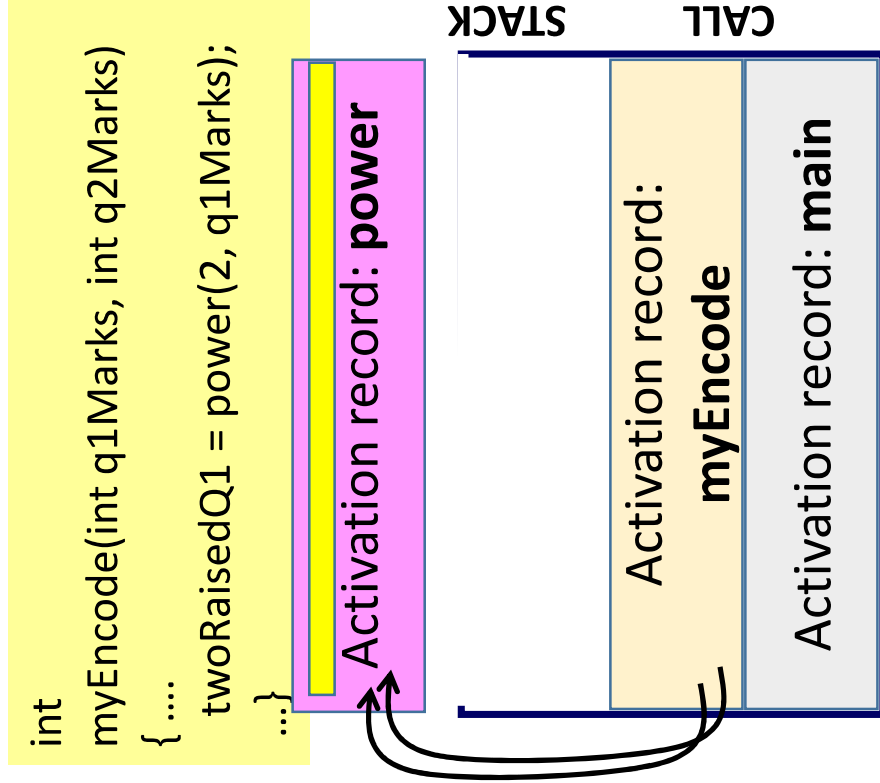 int
myEncode(int q1Marks, int q2Marks)
{ ....
twoRaisedQ1 = power(2, q1Marks);
...}
Activation record: power
Activation record:
myEncode
Activation record: main
CALL
STACK